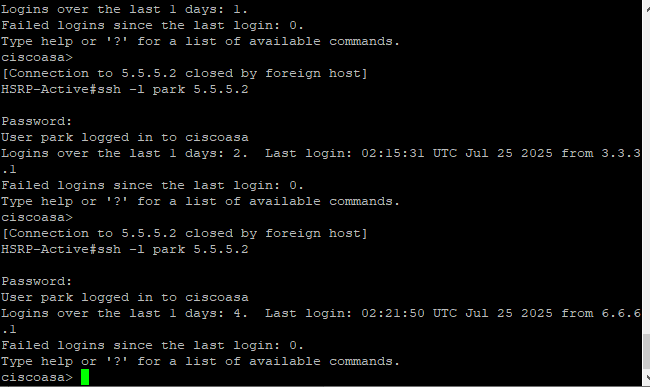 Logins over the last 1 days: 1.
Failed logins since the last login: 0.
Type help or '?' for a list of available commands.
ciscoasa>
[Connection to 5.5.5.2 closed by foreign host]
HSRP-Active#ssh -l park 5.5.5.2
Password:
User park logged in to ciscoasa
Logins over the last 1 days: 2.  Last login: 02:15:31 UTC Jul 25 2025 from 3.3.3
.1
Failed logins since the last login: 0.
Type help or '?' for a list of available commands.
ciscoasa>
[Connection to 5.5.5.2 closed by foreign host]
HSRP-Active#ssh -l park 5.5.5.2
Password:
User park logged in to ciscoasa
Logins over the last 1 days: 4.  Last login: 02:21:50 UTC Jul 25 2025 from 6.6.6
.1
Failed logins since the last login: 0.
Type help or '?' for a list of available commands.
ciscoasa>